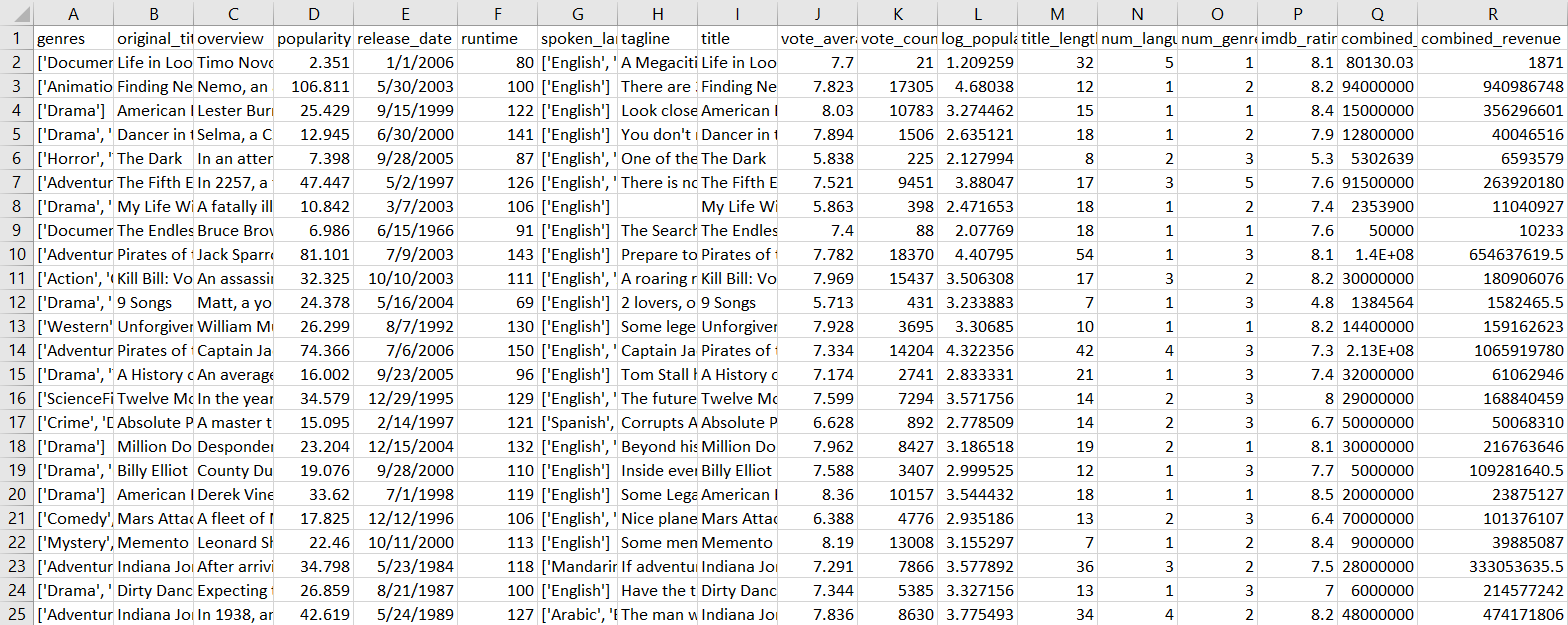 A B C D E F G H I J K L M N O P Q R
1 genres original_tit overview popularity release_date runtime spoken_lan tagline title vote_avera vote_coun log_popula title_length num_langu num_genre imdb_ratin combined_ combined_revenue
2 ['Documen Life in Loo Timo Novo 2.351 1/1/2006 80 ['English', ' A Megaciti Life in Loo 7.7 21 1.209259 32 5 1 8.1 80130.03 1871
3 ['Animatio Finding Ne Nemo, an 106.811 5/30/2003 100 ['English'] There are Finding Ne 7.823 17305 4.68038 12 1 2 8.2 94000000 940986748
4 ['Drama'] American Lester Burn 25.429 9/15/1999 122 ['English'] Look close American 8.03 10783 3.274462 15 1 1 8.4 15000000 356296601
5 ['Drama', ' Dancer in t Selma, a C 12.945 6/30/2000 141 ['English'] You don't Dancer in t 7.894 1506 2.635121 18 1 2 7.9 12800000 40046516
6 ['Horror', ' The Dark In an atter 7.398 9/28/2005 87 ['English', ' One of the The Dark 5.838 225 2.127994 8 2 3 5.3 5302639 6593579
7 ['Adventur The Fifth E In 2257, a 47.447 5/2/1997 126 ['English', ' There is no The Fifth E 7.521 9451 3.88047 17 3 5 7.6 91500000 263920180
8 ['Drama', ' My Life Wi A fatally ill 10.842 3/7/2003 106 ['English'] My Life Wi 5.863 398 2.471653 18 1 2 7.4 2353900 11040927
9 ['Documen The Endles Bruce Brov 6.986 6/15/1966 91 ['English'] The Search The Endles 7.4 88 2.07769 18 1 1 7.6 50000 10233
10 ['Adventur Pirates of Jack Sparro 81.101 7/9/2003 143 ['English'] Prepare to Pirates of 7.782 18370 4.40795 54 1 3 8.1 1.4E+08 654637619.5
11 ['Action', ' Kill Bill: Vo An assassi 32.325 10/10/2003 111 ['English', ' A roaring r Kill Bill: Vo 7.969 15437 3.506308 17 3 2 8.2 30000000 180906076
12 ['Drama', ' 9 Songs Matt, a yo 24.378 5/16/2004 69 ['English'] 2 lovers, o 9 Songs 5.713 431 3.233883 7 1 3 4.8 1384564 1582465.5
13 ['Western' Unforgiven William Mu 26.299 8/7/1992 130 ['English'] Some lege Unforgiven 7.928 3695 3.30685 10 1 1 8.2 14400000 159162623
14 ['Adventur Pirates of Captain Ja 74.366 7/6/2006 150 ['English', ' Captain Ja Pirates of 7.334 14204 4.322356 42 4 3 7.3 2.13E+08 1065919780
15 ['Drama', ' A History o An average 16.002 9/23/2005 96 ['English'] Tom Stall h A History o 7.174 2741 2.833331 21 1 3 7.4 32000000 61062946
16 ['ScienceFi Twelve Mo In the year 34.579 12/29/1995 129 ['English', ' The future Twelve Mo 7.599 7294 3.571756 14 2 3 8 29000000 168840459
17 ['Crime', 'D Absolute P A master t 15.095 2/14/1997 121 ['Spanish', Corrupts A Absolute P 6.628 892 2.778509 14 2 3 6.7 50000000 50068310
18 ['Drama'] Million Do Desponder 23.204 12/15/2004 132 ['English', ' Beyond his Million Do 7.962 8427 3.186518 19 2 1 8.1 30000000 216763646
19 ['Drama', ' Billy Elliot County Du 19.076 9/28/2000 110 ['English'] Inside ever Billy Elliot 7.588 3407 2.999525 12 1 3 7.7 5000000 109281640.5
20 ['Drama'] American Derek Vine 33.62 7/1/1998 119 ['English'] Some Lega American 8.36 10157 3.544432 18 1 1 8.5 20000000 23875127
21 ['Comedy', Mars Attac A fleet of 17.825 12/12/1996 106 ['English', ' Nice plane Mars Attac 6.388 4776 2.935186 13 2 3 6.4 70000000 101376107
22 ['Mystery', Memento Leonard Sh 22.46 10/11/2000 113 ['English'] Some men Memento 8.19 13008 3.155297 7 1 2 8.4 9000000 39885087
23 ['Adventur Indiana Jo After arrivi 34.798 5/23/1984 118 ['Mandarin If adventu Indiana Jo 7.291 7866 3.577892 36 3 2 7.5 28000000 333053635.5
24 ['Drama', ' Dirty Danc Expecting 26.859 8/21/1987 100 ['English'] Have the t Dirty Danc 7.344 5385 3.327156 13 1 3 7 6000000 214577242
25 ['Adventur Indiana Jo In 1938, ar 42.619 5/24/1989 127 ['Arabic', 'E The man w Indiana Jo 7.836 8630 3.775493 34 4 2 8.2 48000000 474171806